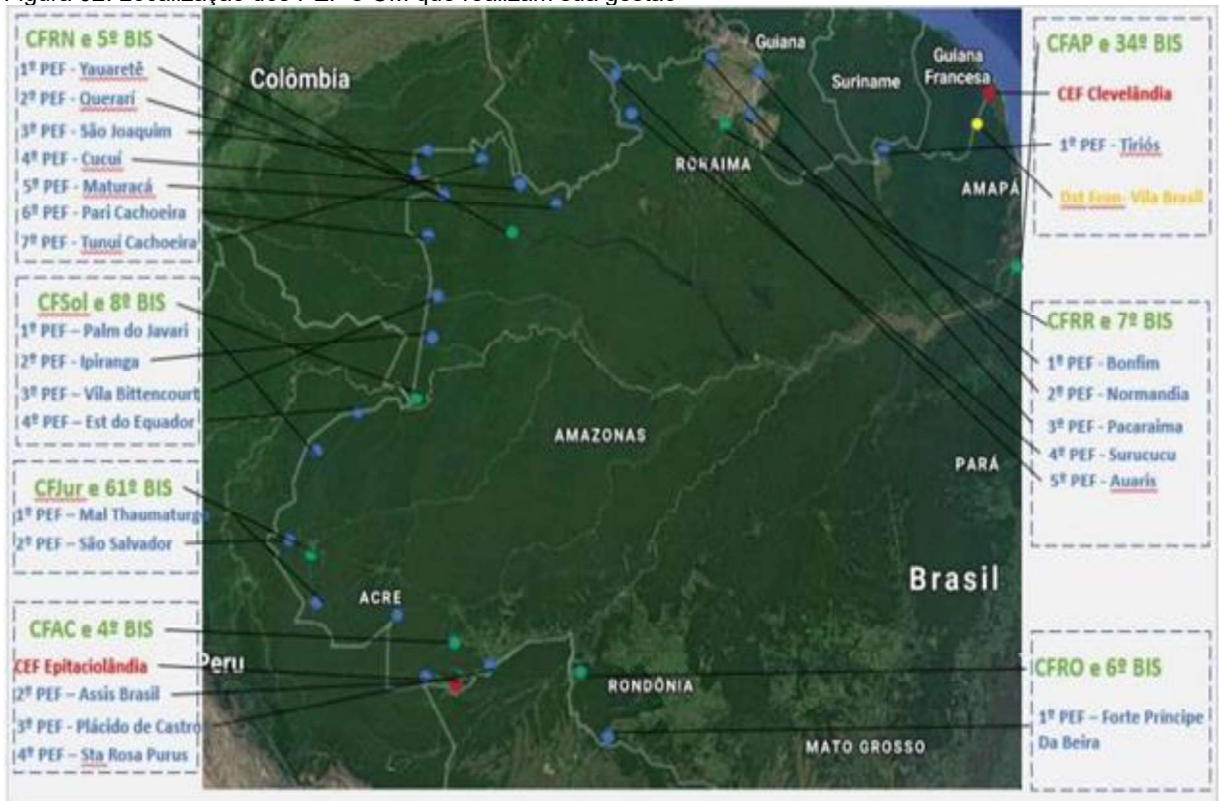 CFRN e 5º BIS
1º PEF - Yauaretê
2º PEF - Querari
3º PEF - São Joaquim
4º PEF - Cucuí
5º PEF - Maturacá
6º PEF - Pari Cachoeira
7º PEF - Tunuí Cachoeira
CFSol e 8º BIS
1º PEF – Palm do Javari
2º PEF - Ipiranga
3º PEF – Vila Bittencourt
4º PEF – Est do Equador
CFJur e 61º BIS
1º PEF – Mal Thaumaturgo
2º PEF – São Salvador
CFAC e 4º BIS
CEF Epitaciolândia
2º PEF – Assis Brasil
3º PEF - Plácido de Castro
4º PEF – Sta Rosa Purus
Colômbia
Guiana
Suriname
Guiana
Francesa
RORAIMA
AMAPÁ
AMAZONAS
PARÁ
Brasil
ACRE
Peru
RONDÔNIA
MATO GROSSO
CFAP e 34º BIS
CEF Clevelândia
1º PEF - Tiriós
Dst Fron- Vila Brasil
CFRR e 7º BIS
1º PEF - Bonfim
2º PEF - Normandia
3º PEF - Pacaraima
4º PEF - Surucucu
5º PEF - Auaris
CFRO e 6º BIS
1º PEF – Forte Príncipe
Da Beira